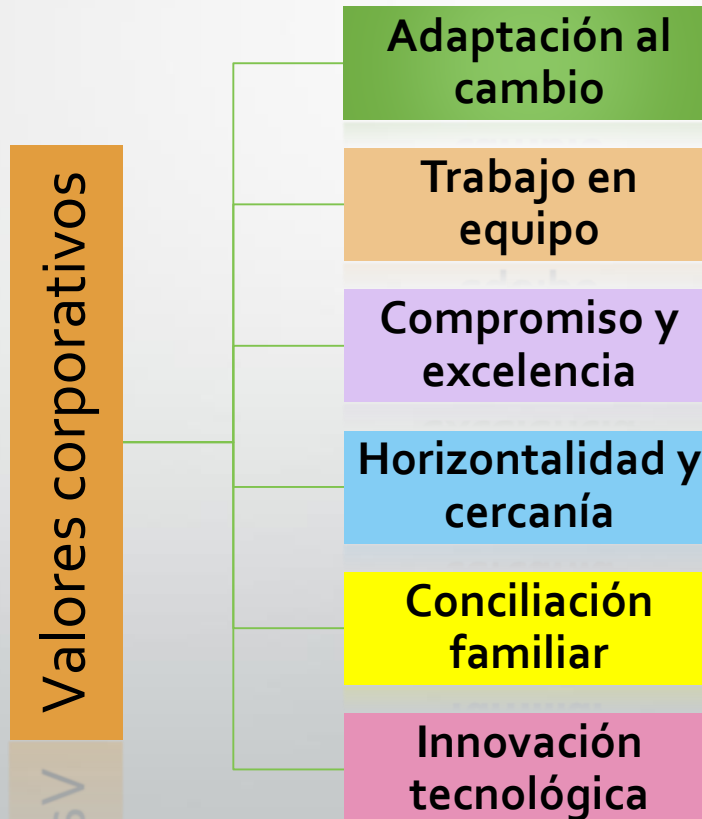 Valores corporativos
Adaptación al
cambio
Trabajo en
equipo
Compromiso y
excelencia
Horizontalidad y
cercanía
Conciliación
familiar
Innovación
tecnológica